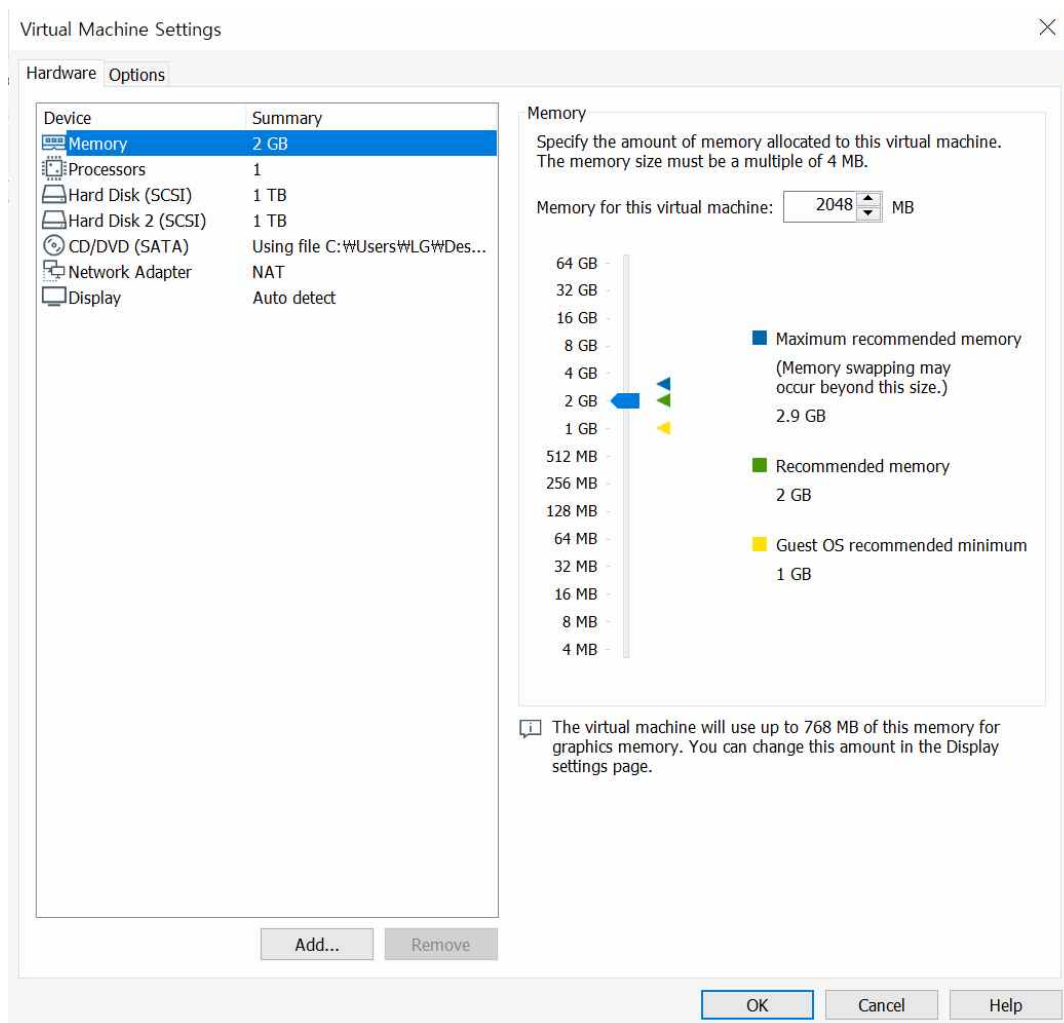 Virtual Machine Settings
Hardware Options
Device Summary
Memory 2 GB
Processors 1
Hard Disk (SCSI) 1 TB
Hard Disk 2 (SCSI) 1 TB
CD/DVD (SATA) Using file C:₩Users₩LG₩Des...
Network Adapter NAT
Display Auto detect
Add... Remove
Memory
Specify the amount of memory allocated to this virtual machine.
The memory size must be a multiple of 4 MB.
Memory for this virtual machine: 2048 MB
64 GB
32 GB
16 GB
8 GB
4 GB
2 GB
1 GB
512 MB
256 MB
128 MB
64 MB
32 MB
16 MB
8 MB
4 MB
Maximum recommended memory
(Memory swapping may
occur beyond this size.)
2.9 GB
Recommended memory
2 GB
Guest OS recommended minimum
1 GB
The virtual machine will use up to 768 MB of this memory for
graphics memory. You can change this amount in the Display
settings page.
OK Cancel Help